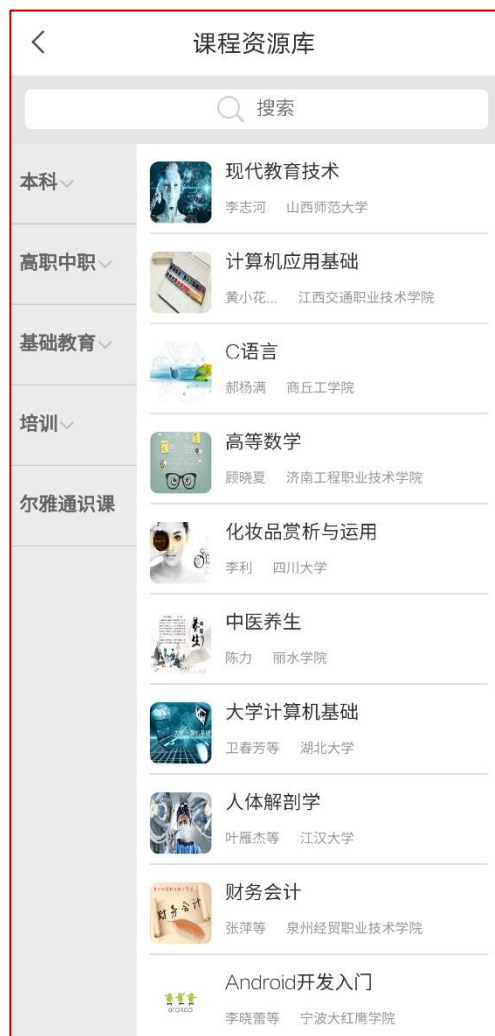 课程资源库
搜索
本科
高职中职
基础教育
培训
尔雅通识课
现代教育技术
李志河 山西师范大学
计算机应用基础
黄小花... 江西交通职业技术学院
C语言
郝杨满 商丘工学院
高等数学
顾晓夏 济南工程职业技术学院
化妆品赏析与运用
李利 四川大学
养生
中医养生
陈力 丽水学院
大学计算机基础
卫春芳等 湖北大学
人体解剖学
叶雁杰等 江汉大学
财务会计
财务会计
张萍等 泉州经贸职业技术学院
Android开发入门
李晓蕾等 宁波大红鹰学院